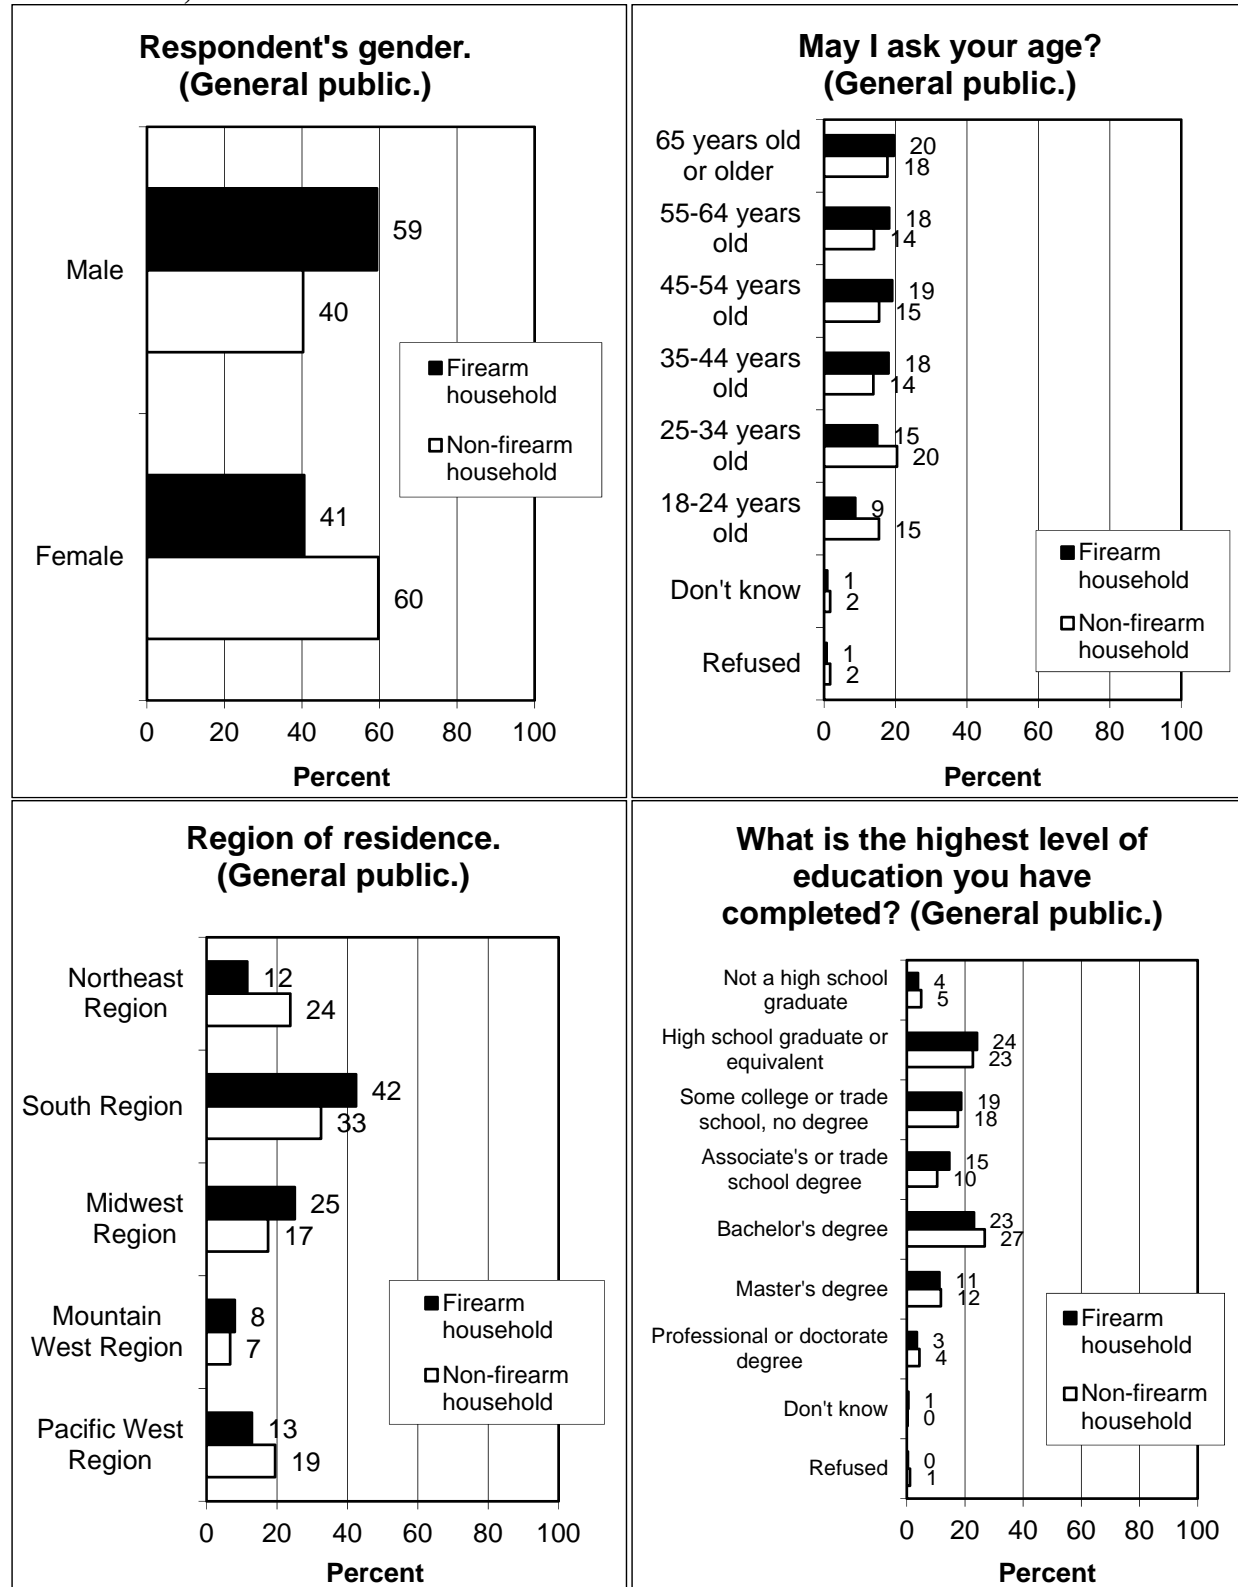 Respondent's gender.
(General public.)
Male
59
40
Female
41
60
Firearm
household
Non-firearm
household
0 20 40 60 80 100
Percent
May I ask your age?
(General public.)
65 years old
or older
20
18
55-64 years
old
18
14
45-54 years
old
19
15
35-44 years
old
18
14
25-34 years
old
15
20
18-24 years
old
9
15
Don't know
1
2
Refused
1
2
Firearm
household
Non-firearm
household
0 20 40 60 80 100
Percent
Region of residence.
(General public.)
Northeast
Region
12
24
South Region
42
33
Midwest
Region
25
17
Mountain
West Region
8
7
Pacific West
Region
13
19
Firearm
household
Non-firearm
household
0 20 40 60 80 100
Percent
What is the highest level of
education you have
completed? (General public.)
Not a high school
graduate
4
5
High school graduate or
equivalent
24
23
Some college or trade
school, no degree
19
18
Associate's or trade
school degree
15
10
Bachelor's degree
23
27
Master's degree
11
12
Professional or doctorate
degree
3
4
Don't know
1
0
Refused
0
1
Firearm
household
Non-firearm
household
0 20 40 60 80 100
Percent